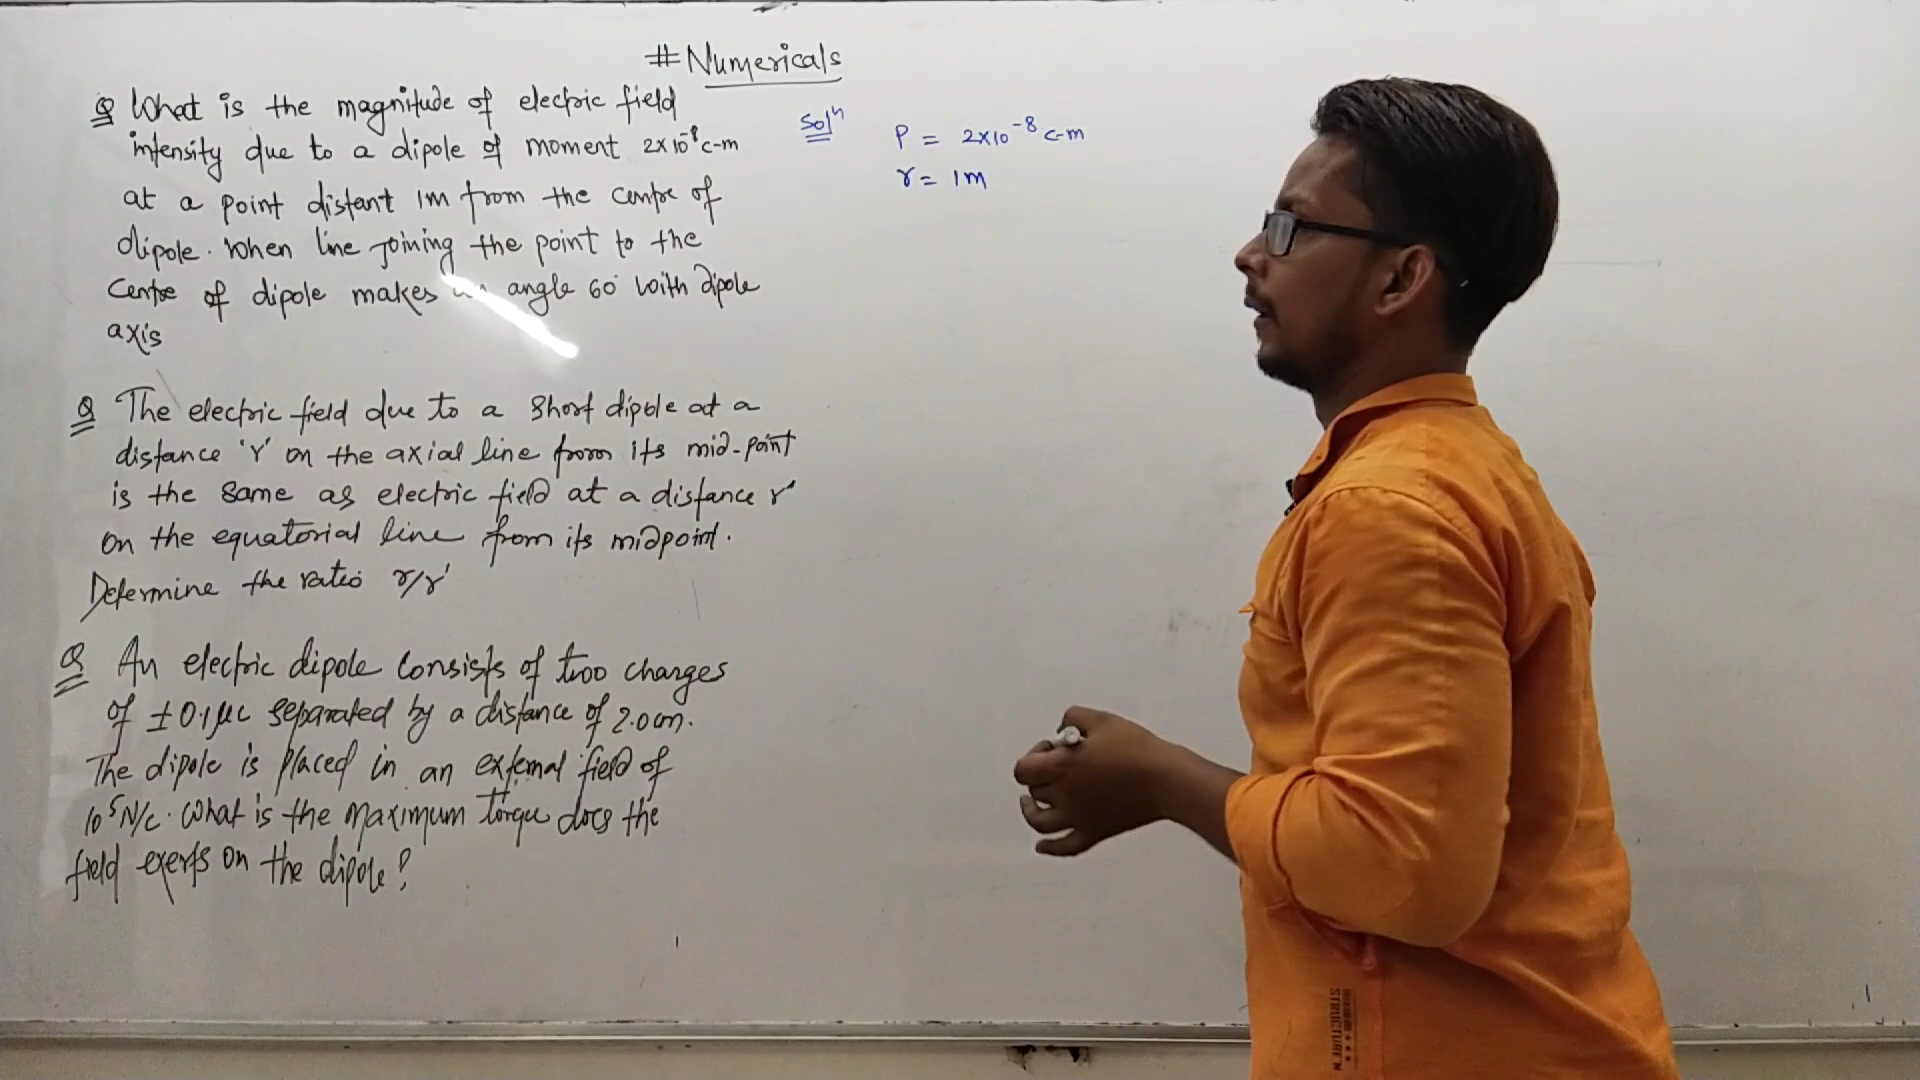 # Numericals
Q What is the magnitude of electric field
intensity due to a dipole of moment 2x10⁻⁸c-m
at a point distant 1m from the centre of
dipole. When line joining the point to the
centre of dipole makes angle 60° with dipole
axis
Q The electric field due to a short dipole at a
distance 'r' on the axial line from its mid-point
is the same as electric field at a distance r'
on the equatorial line from its midpoint.
Determine the ratio r/r'
Q An electric dipole consists of two charges
of ±0.1μc separated by a distance of 2.0cm.
The dipole is placed in an external field of
10⁵N/c. What is the maximum torque does the
field exerts on the dipole?
Solⁿ
P = 2x10⁻⁸ c-m
r = 1m
STRUCTURE'N